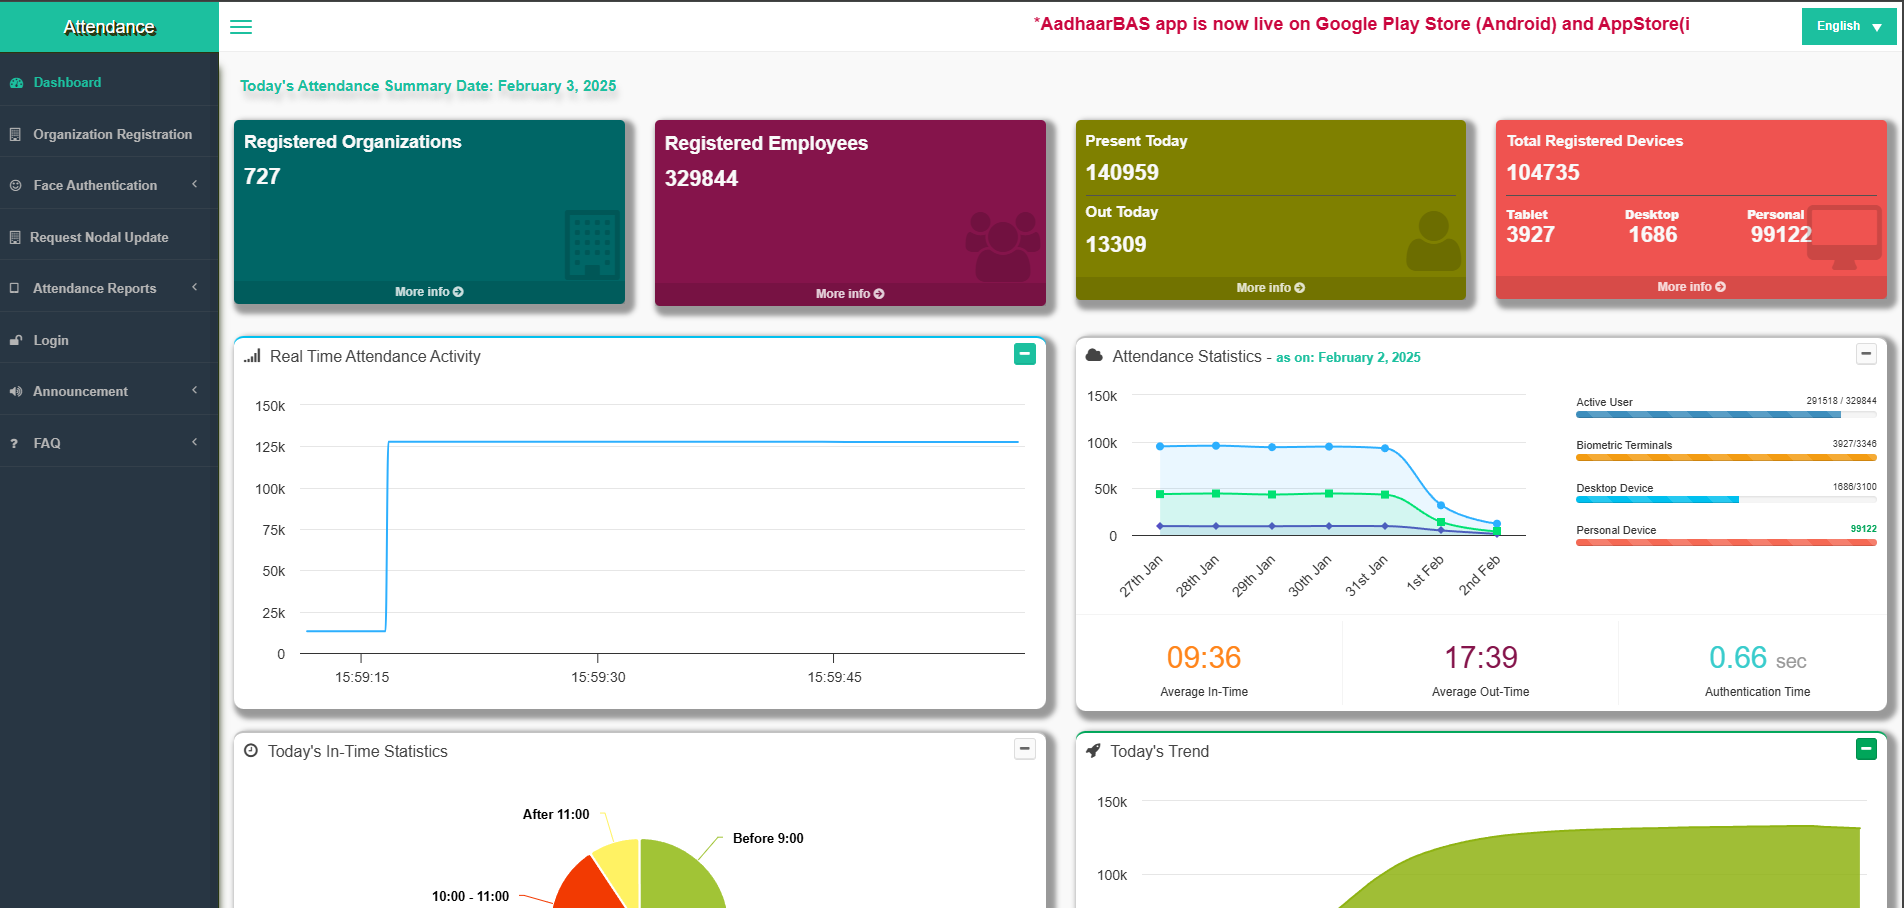 Attendance
*AadhaarBAS app is now live on Google Play Store (Android) and AppStore(i
English
Dashboard
Organization Registration
Face Authentication
Request Nodal Update
Attendance Reports
Login
Announcement
FAQ
Today's Attendance Summary Date: February 3, 2025
Registered Organizations
727
More info
Registered Employees
329844
More info
Present Today
140959
Out Today
13309
More info
Total Registered Devices
104735
Tablet Desktop Personal
3927 1686 99122
More info
Real Time Attendance Activity
150k
125k
100k
75k
50k
25k
0
15:59:15 15:59:30 15:59:45
Attendance Statistics - as on: February 2, 2025
150k
100k
50k
0
27th Jan 28th Jan 29th Jan 30th Jan 31st Jan 1st Feb 2nd Feb
Active User 291518 / 329844
Biometric Terminals 3927/3346
Desktop Device 1686/3100
Personal Device 99122
09:36 17:39 0.66 sec
Average In-Time Average Out-Time Authentication Time
Today's In-Time Statistics
After 11:00
Before 9:00
10:00 - 11:00
Today's Trend
150k
100k